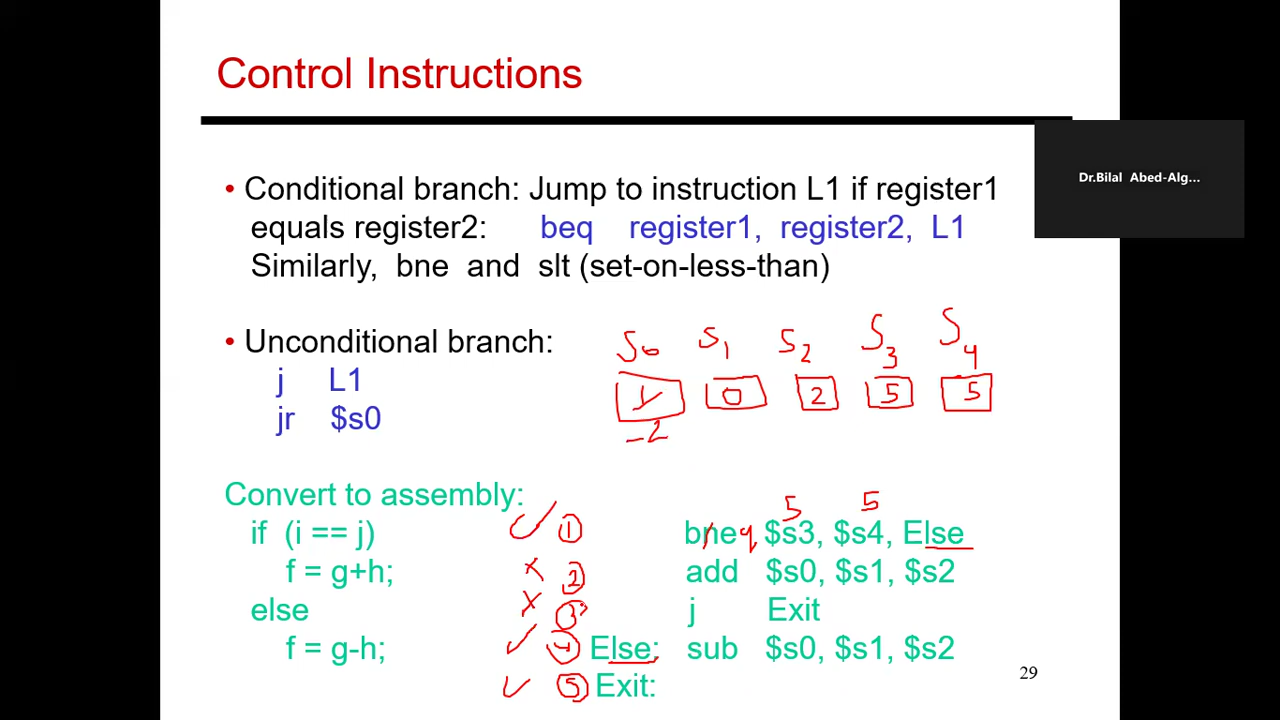 Control Instructions
Dr.Bilal Abed-Alg...
• Conditional branch: Jump to instruction L1 if register1
equals register2: beq register1, register2, L1
Similarly, bne and slt (set-on-less-than)
• Unconditional branch:
j L1
jr $s0
S0 S1 S2 S3 S4
0 2 5 5
-2
Convert to assembly:
5 5
if (i == j) 1 bne q $s3, $s4, Else
f = g+h; 2 add $s0, $s1, $s2
else 3 j Exit
f = g-h; 4 Else: sub $s0, $s1, $s2
5 Exit:
29